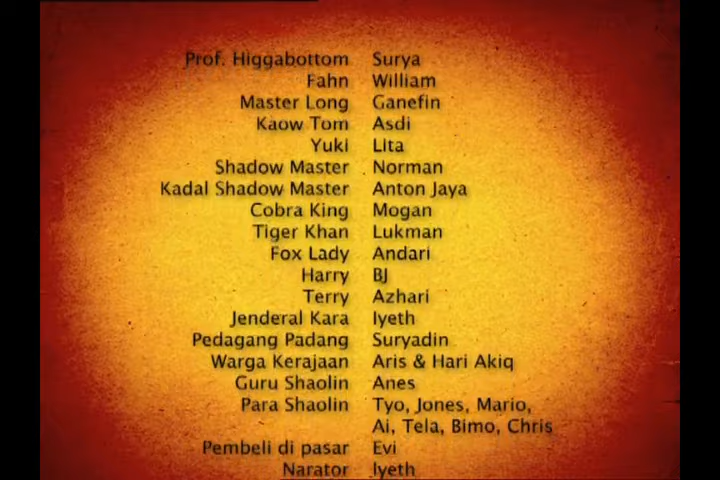 Prof. Higgabottom Surya
Fahn William
Master Long Ganefin
Kaow Tom Asdi
Yuki Lita
Shadow Master Norman
Kadal Shadow Master Anton Jaya
Cobra King Mogan
Tiger Khan Lukman
Fox Lady Andari
Harry BJ
Terry Azhari
Jenderal Kara Iyeth
Pedagang Padang Suryadin
Warga Kerajaan Aris & Hari Akiq
Guru Shaolin Anes
Para Shaolin Tyo, Jones, Mario,
Ai, Tela, Bimo, Chris
Pembeli di pasar Evi
Narator Iyeth